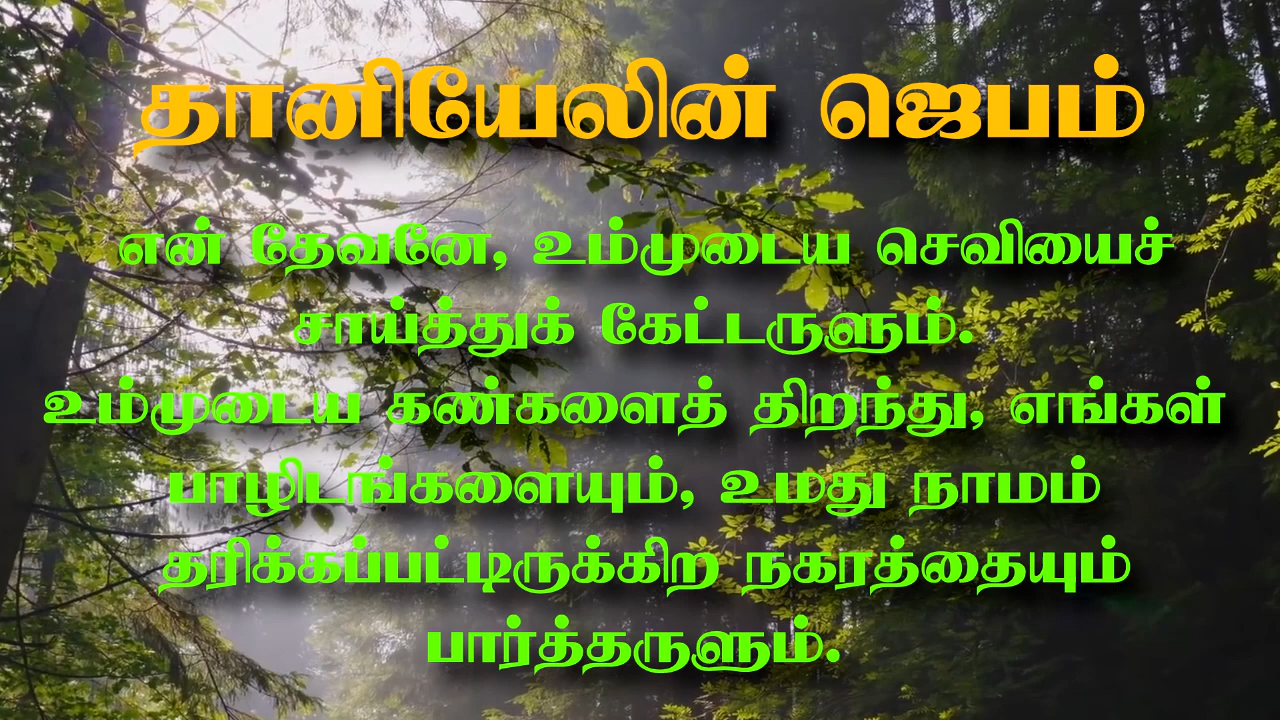 தானியேலின் ஜெபம்
என் தேவனே, உம்முடைய செவியைச்
சாய்த்துக் கேட்டருளும்.
உம்முடைய கண்களைத் திறந்து, எங்கள்
பாழிடங்களையும், உமது நாமம்
தரிக்கப்பட்டிருக்கிற நகரத்தையும்
பார்த்தருளும்.